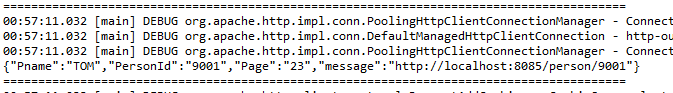 ======================================================================================
00:57:11.032 [main] DEBUG org.apache.http.impl.conn.PoolingHttpClientConnectionManager - Connect
00:57:11.032 [main] DEBUG org.apache.http.impl.conn.DefaultManagedHttpClientConnection - http-ou
00:57:11.032 [main] DEBUG org.apache.http.impl.conn.PoolingHttpClientConnectionManager - Connect
{"Pname":"TOM","PersonId":"9001","Page":"23","message":"http://localhost:8085/person/9001"}
======================================================================================